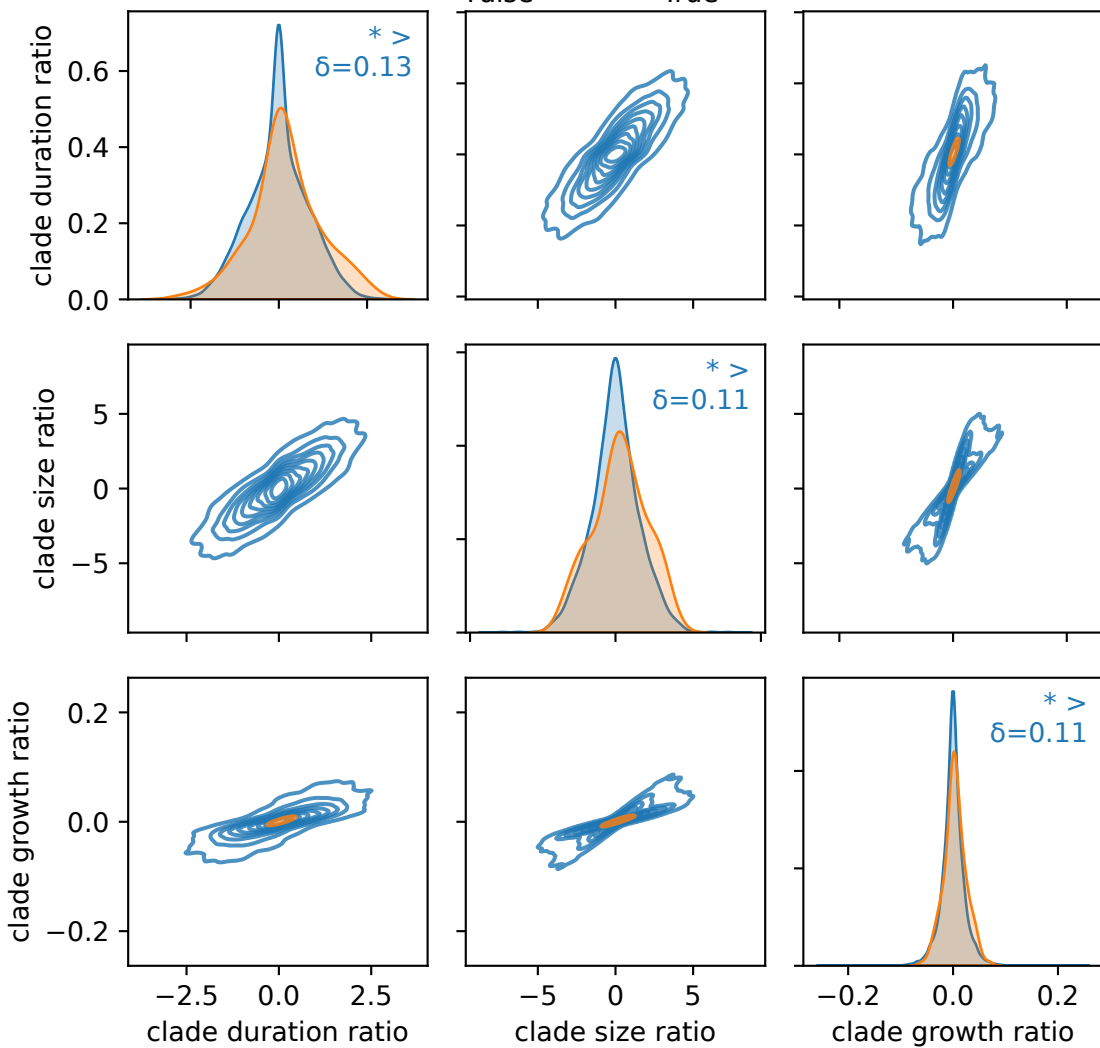 False True
clade duration ratio
0.6
0.4
0.2
0.0
* >
δ=0.13
clade size ratio
5
0
−5
* >
δ=0.11
clade growth ratio
0.2
0.0
−0.2
* >
δ=0.11
−2.5 0.0 2.5
−5 0 5
−0.2 0.0 0.2
clade duration ratio
clade size ratio
clade growth ratio